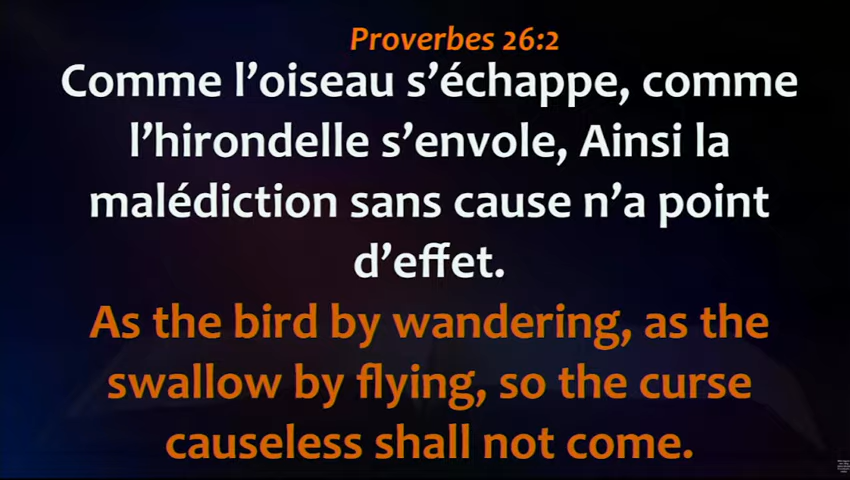 Proverbes 26:2
Comme l’oiseau s’échappe, comme
l’hirondelle s’envole, Ainsi la
malédiction sans cause n’a point
d’effet.
As the bird by wandering, as the
swallow by flying, so the curse
causeless shall not come.